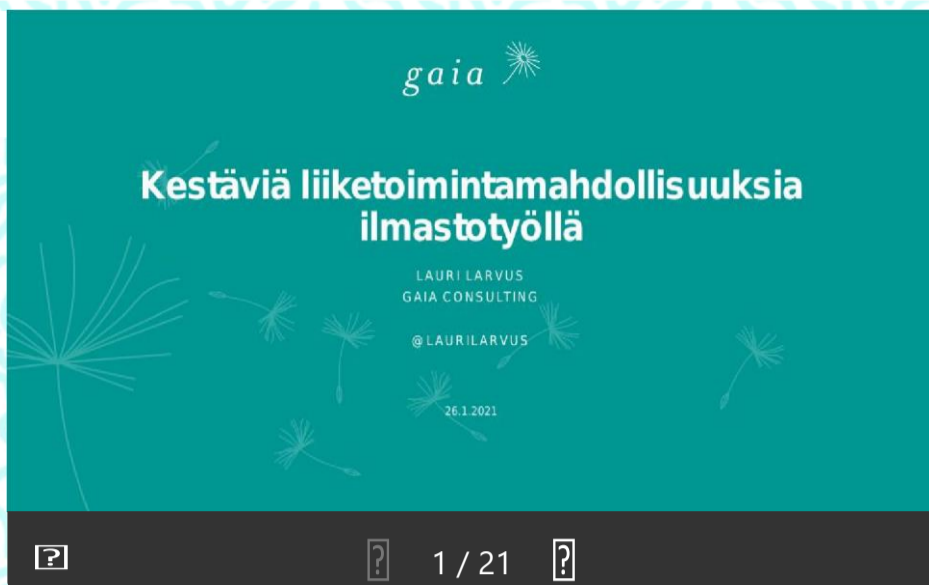 gaia
Kestäviä liiketoimintamahdollisuuksia
ilmastotyöllä
LAURI LARVUS
GAIA CONSULTING
@LAURILARVUS
26.1.2021
1 / 21